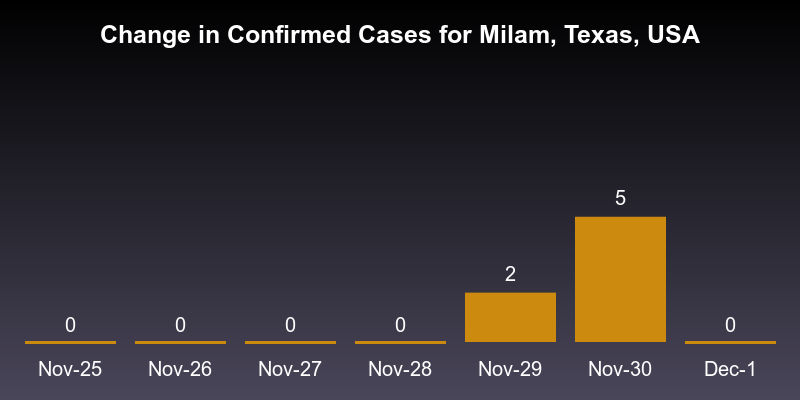 Change in Confirmed Cases for Milam, Texas, USA
5
2
0 0 0 0 0
Nov-25 Nov-26 Nov-27 Nov-28 Nov-29 Nov-30 Dec-1